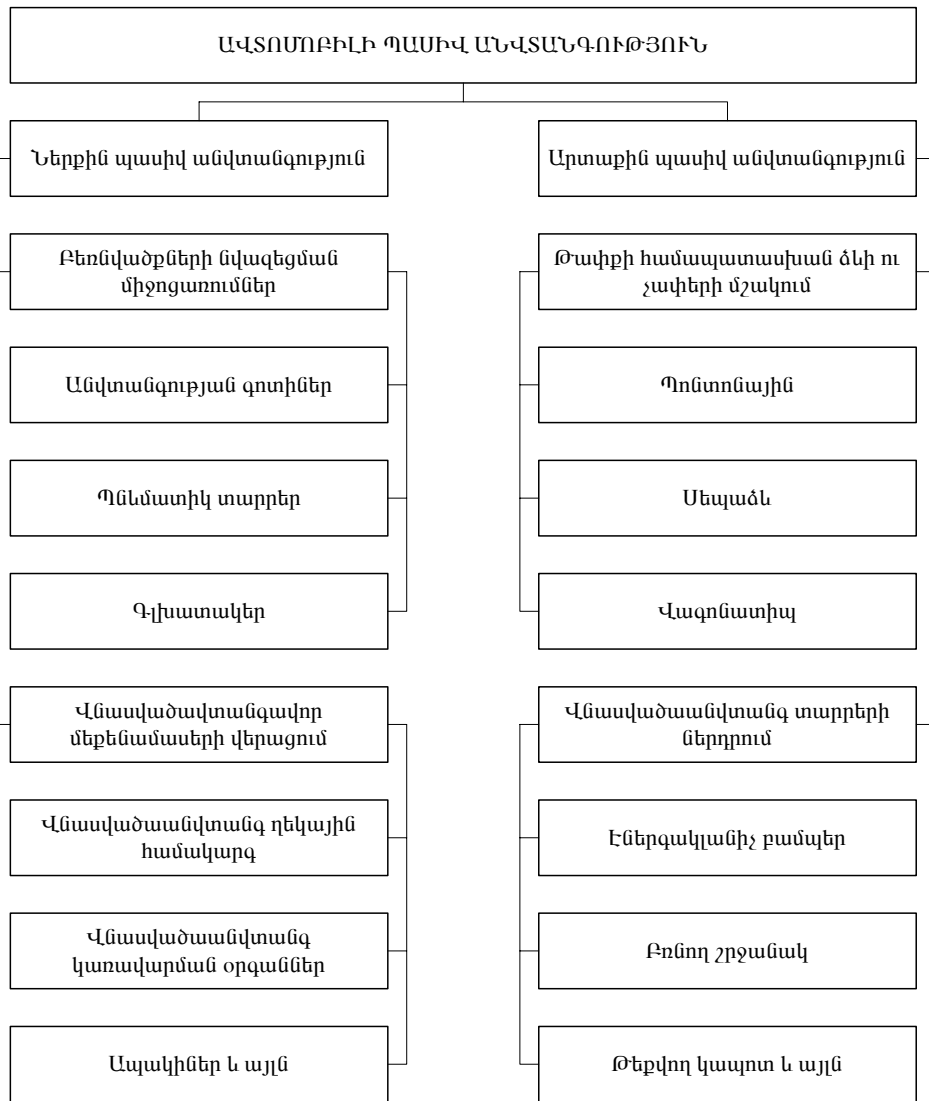 ԱՎՏՈՄՈԲԻԼԻ ՊԱՍԻՎ ԱՆՎՏԱՆԳՈՒԹՅՈՒՆ
Ներքին պասիվ անվտանգություն
Արտաքին պասիվ անվտանգություն
Բեռնվածքների նվազեցման
միջոցառումներ
Թափքի համապատասխան ձևի ու
չափերի մշակում
Անվտանգության գոտիներ
Պոնտոնային
Պնևմատիկ տարրեր
Սեպաձև
Գլխատակեր
Վագոնատիպ
Վնասվածավտանգավոր
մեքենամասերի վերացում
Վնասվածաանվտանգ տարրերի
ներդրում
Վնասվածաանվտանգ ղեկային
համակարգ
Էներգակլանիչ բամպեր
Վնասվածաանվտանգ
կառավարման օրգաններ
Բռնող շրջանակ
Ապակիներ և այլն
Թեքվող կապոտ և այլն